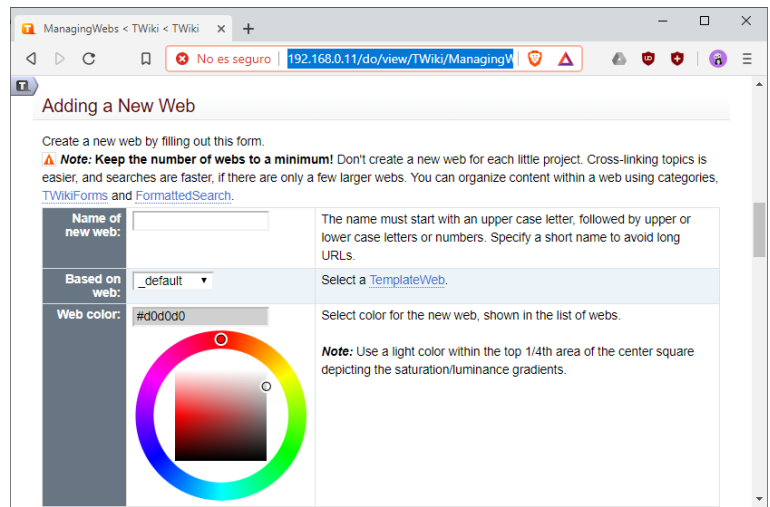 ManagingWebs < TWiki < TWiki
No es seguro | 192.168.0.11/do/view/TWiki/ManagingW
Adding a New Web
Create a new web by filling out this form.
Note: Keep the number of webs to a minimum! Don't create a new web for each little project. Cross-linking topics is
easier, and searches are faster, if there are only a few larger webs. You can organize content within a web using categories,
TWikiForms and FormattedSearch.
Name of
new web:
The name must start with an upper case letter, followed by upper or
lower case letters or numbers. Specify a short name to avoid long
URLs.
Based on
web:
_default
Select a TemplateWeb.
Web color:
#d0d0d0
Select color for the new web, shown in the list of webs.
Note: Use a light color within the top 1/4th area of the center square
depicting the saturation/luminance gradients.